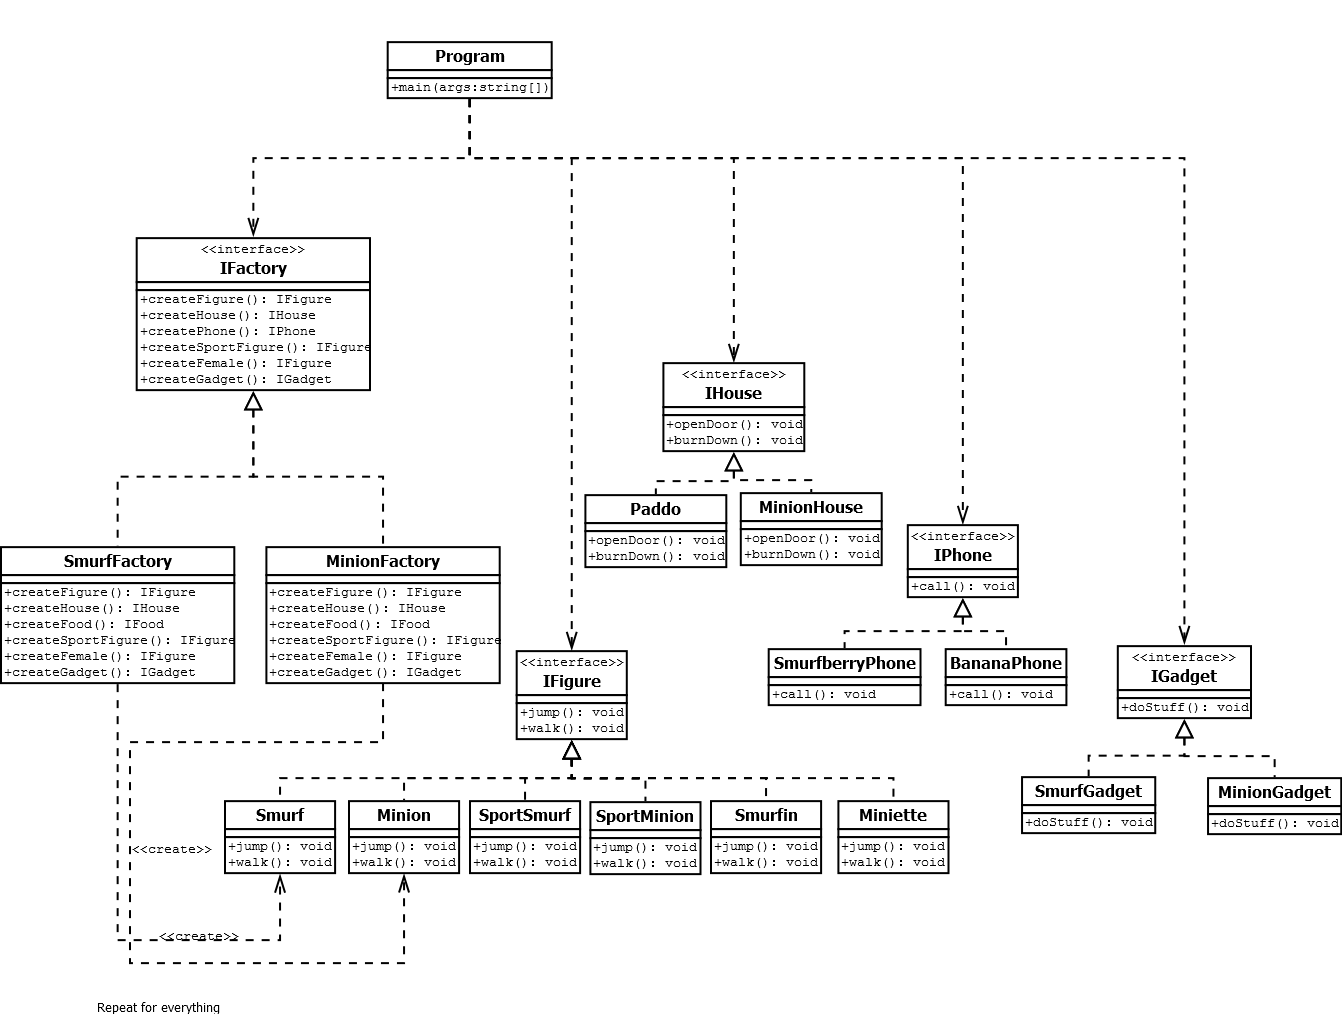 Program
+main(args:string[])
<<interface>>
IFactory
+createFigure(): IFigure
+createHouse(): IHouse
+createPhone(): IPhone
+createSportFigure(): IFigure
+createFemale(): IFigure
+createGadget(): IGadget
<<interface>>
IHouse
+openDoor(): void
+burnDown(): void
Paddo
+openDoor(): void
+burnDown(): void
MinionHouse
+openDoor(): void
+burnDown(): void
<<interface>>
IPhone
+call(): void
SmurfFactory
+createFigure(): IFigure
+createHouse(): IHouse
+createFood(): IFood
+createSportFigure(): IFigure
+createFemale(): IFigure
+createGadget(): IGadget
MinionFactory
+createFigure(): IFigure
+createHouse(): IHouse
+createFood(): IFood
+createSportFigure(): IFigure
+createFemale(): IFigure
+createGadget(): IGadget
<<interface>>
IFigure
+jump(): void
+walk(): void
SmurfberryPhone
+call(): void
BananaPhone
+call(): void
<<interface>>
IGadget
+doStuff(): void
SmurfGadget
+doStuff(): void
MinionGadget
+doStuff(): void
Smurf
+jump(): void
+walk(): void
Minion
+jump(): void
+walk(): void
SportSmurf
+jump(): void
+walk(): void
SportMinion
+jump(): void
+walk(): void
Smurfin
+jump(): void
+walk(): void
Miniette
+jump(): void
+walk(): void
<<create>>
<<create>>
Repeat for everything